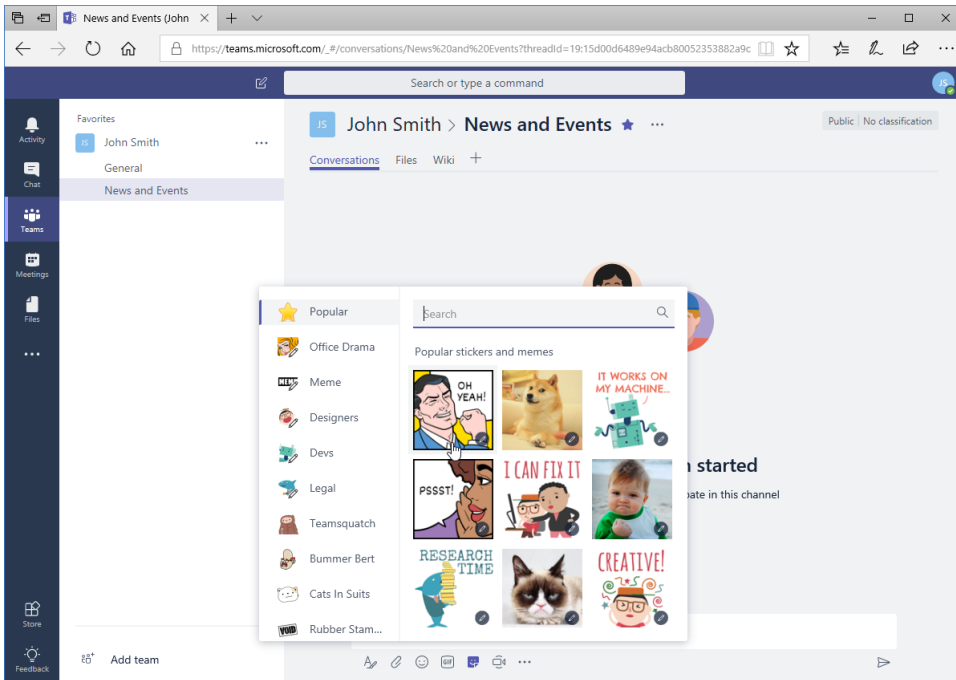 News and Events (John
https://teams.microsoft.com/_#/conversations/News%20and%20Events?threadId=19:15d00d6489e94acb80052353882a9c
Search or type a command
JS
Activity
Chat
Teams
Meetings
Files
Store
Feedback
Favorites
JS John Smith
General
News and Events
Add team
JS John Smith > News and Events
Public No classification
Conversations Files Wiki
Popular
Office Drama
Meme
Designers
Devs
Legal
Teamsquatch
Bummer Bert
Cats In Suits
Rubber Stam...
Search
Popular stickers and memes
OH
YEAH!
IT WORKS ON
MY MACHINE...
PSSST!
I CAN FIX IT
RESEARCH
TIME
CREATIVE!
started
in this channel
MEME
VOID
GIF